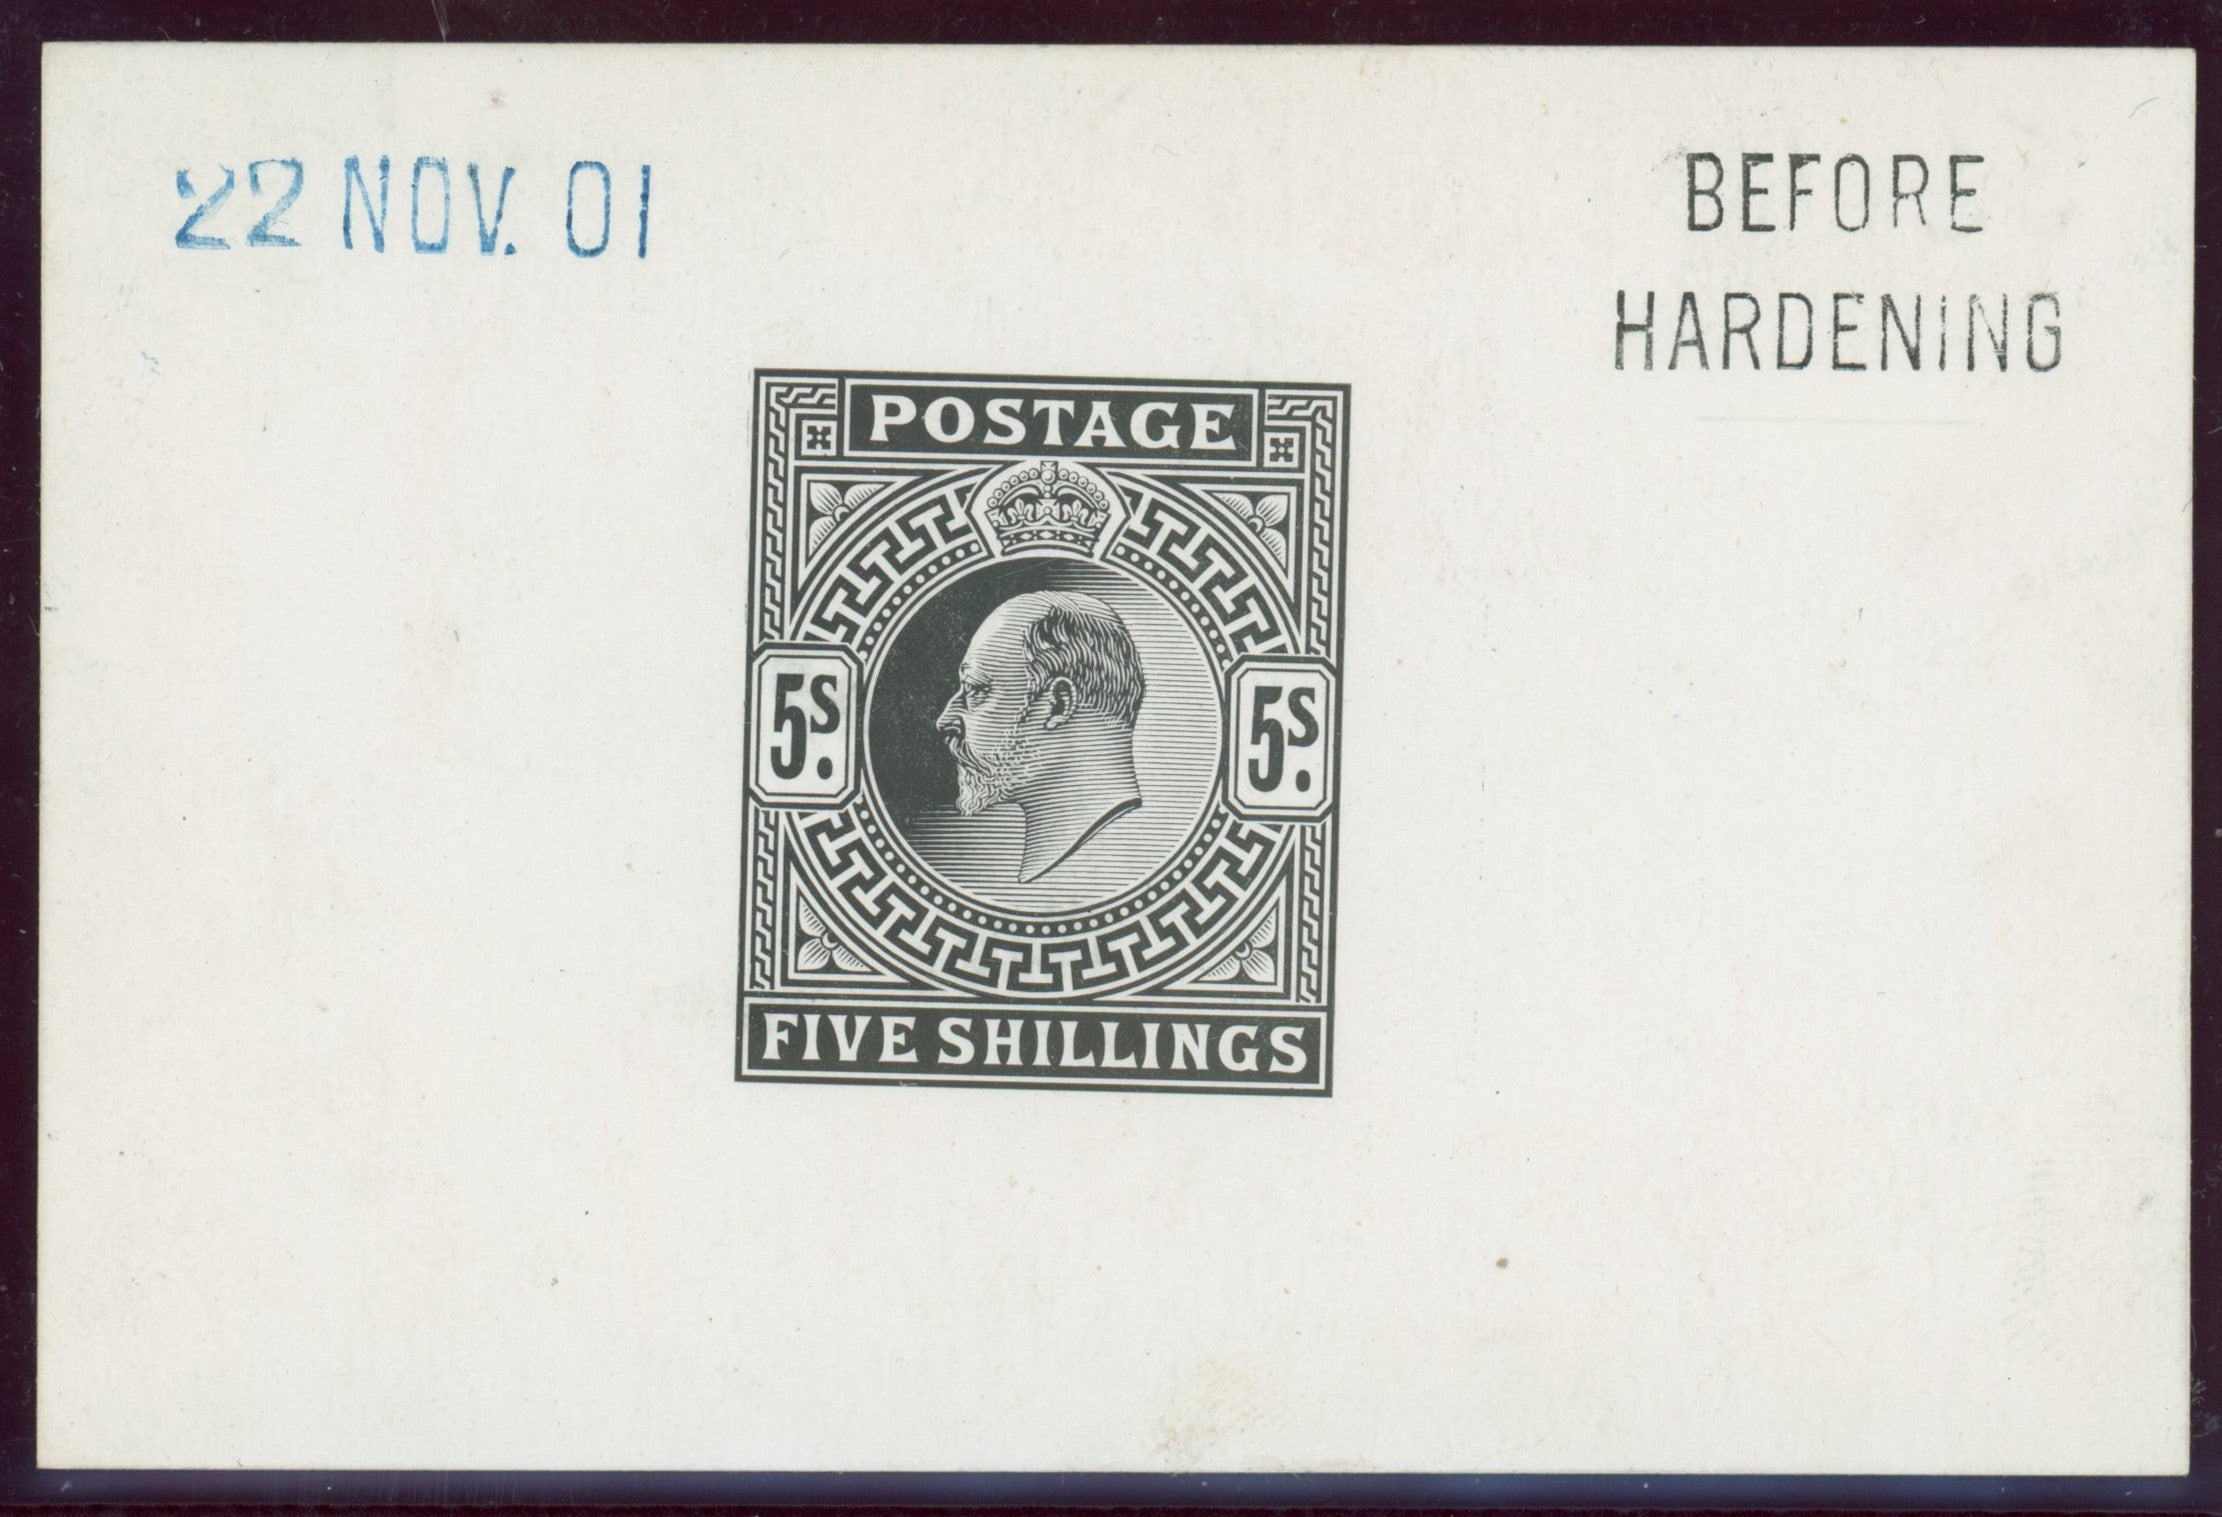 22 NOV. 01
BEFORE
HARDENING
POSTAGE
5S. 5S.
FIVE SHILLINGS